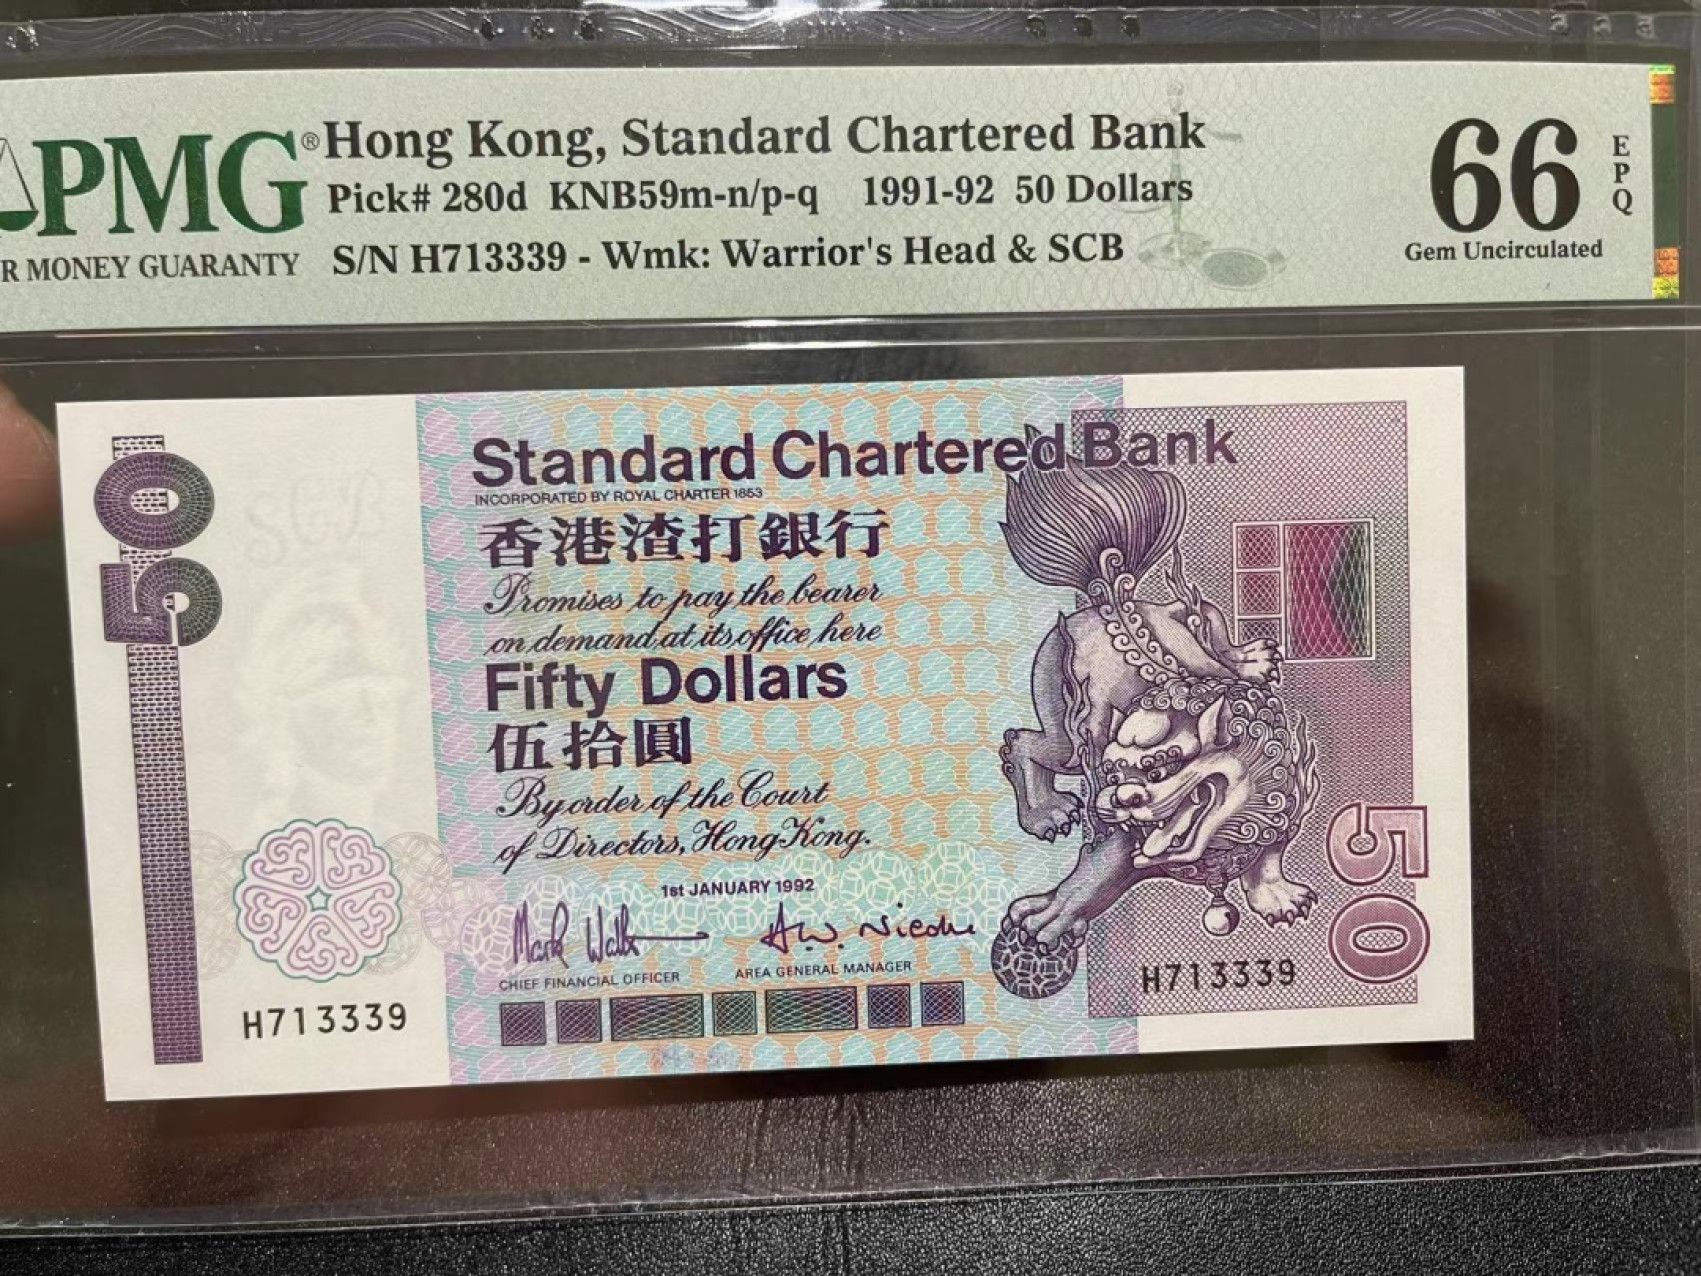 PMG® Hong Kong, Standard Chartered Bank
Pick# 280d KNB59m-n/p-q 1991-92 50 Dollars
S/N H713339 - Wmk: Warrior's Head & SCB
R MONEY GUARANTY
66
EPQ
Gem Uncirculated
50
SCB
Standard Chartered Bank
INCORPORATED BY ROYAL CHARTER 1853
香港渣打銀行
Promises to pay the bearer
on demand at its office here
Fifty Dollars
伍拾圓
By order of the Court
of Directors, Hong Kong.
1st JANUARY 1992
CHIEF FINANCIAL OFFICER
AREA GENERAL MANAGER
H713339
H713339
50